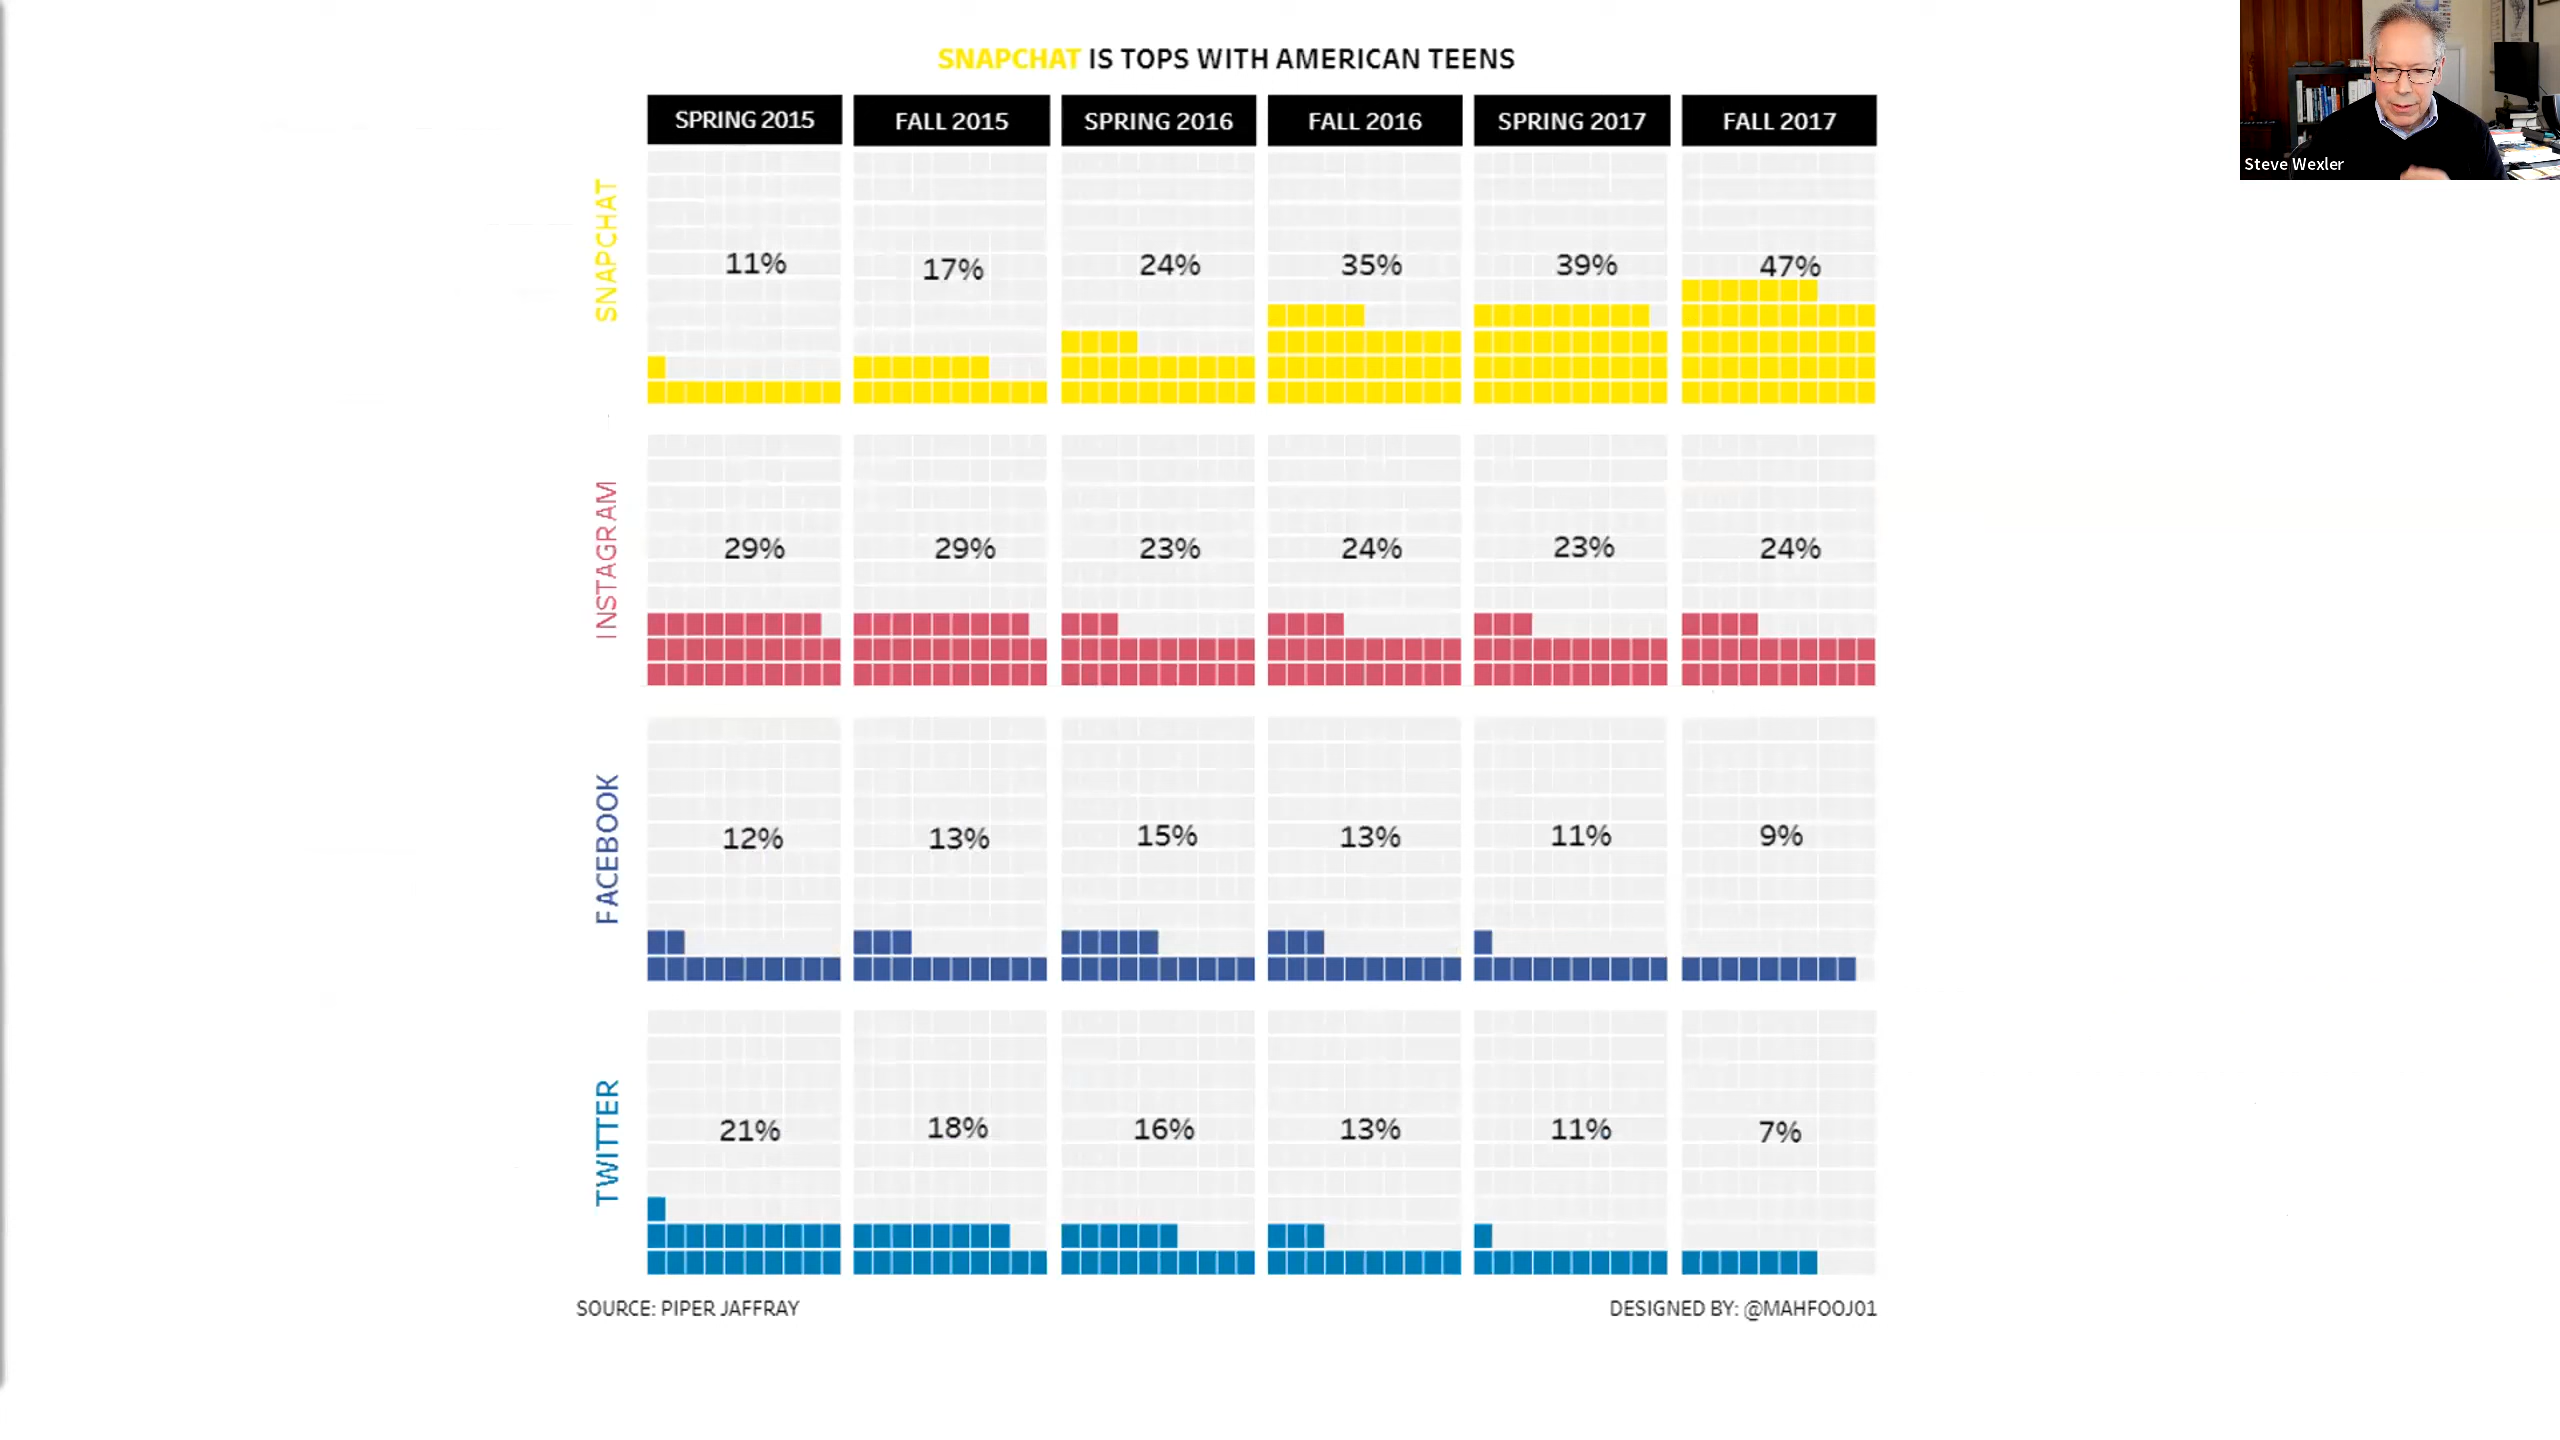 SNAPCHAT IS TOPS WITH AMERICAN TEENS
Steve Wexler
SPRING 2015 FALL 2015 SPRING 2016 FALL 2016 SPRING 2017 FALL 2017
SNAPCHAT
11% 17% 24% 35% 39% 47%
INSTAGRAM
29% 29% 23% 24% 23% 24%
FACEBOOK
12% 13% 15% 13% 11% 9%
TWITTER
21% 18% 16% 13% 11% 7%
SOURCE: PIPER JAFFRAY
DESIGNED BY: @MAHFOOJ01